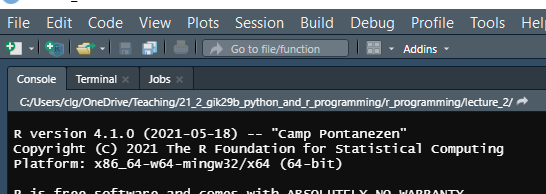 File Edit Code View Plots Session Build Debug Profile Tools Help
Go to file/function Addins
Console Terminal Jobs
C:/Users/clg/OneDrive/Teaching/21_2_gik29b_python_and_r_programming/r_programming/lecture_2/
R version 4.1.0 (2021-05-18) -- "Camp Pontanezen"
Copyright (C) 2021 The R Foundation for Statistical Computing
Platform: x86_64-w64-mingw32/x64 (64-bit)
R is free software and comes with ABSOLUTELY NO WARRANTY